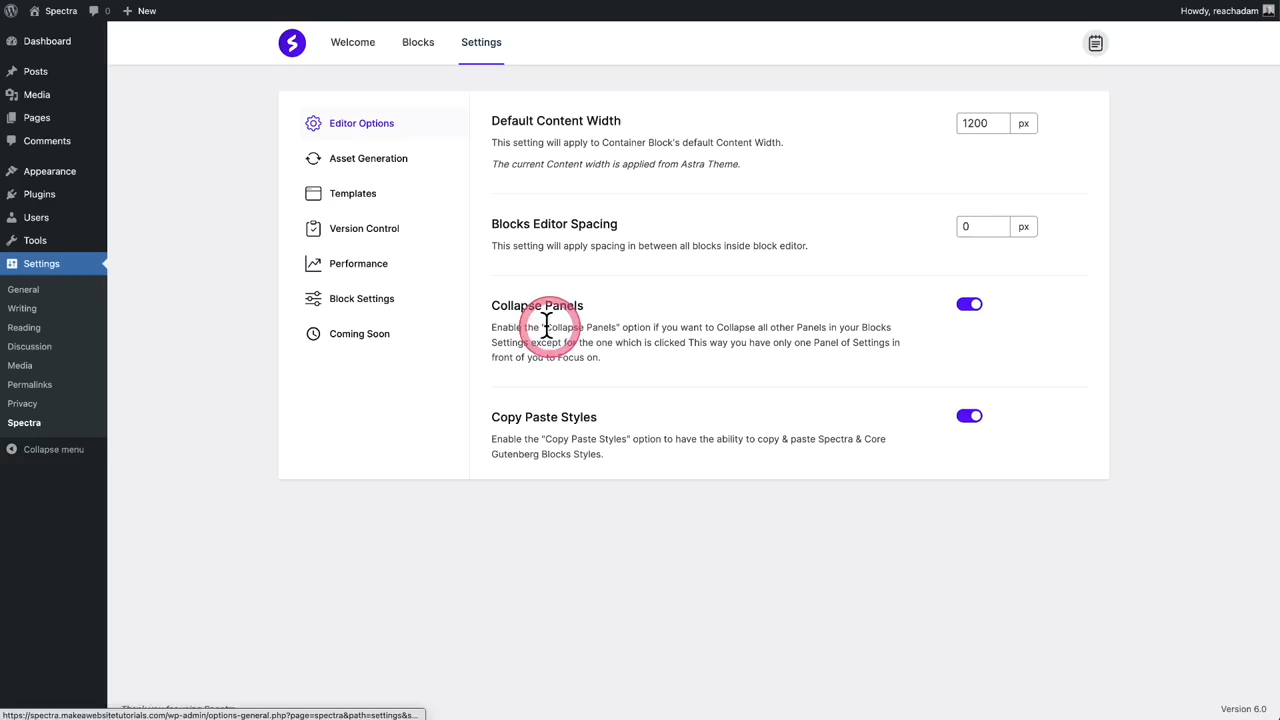 Spectra
0
New
Howdy, reachadam
Welcome
Blocks
Settings
Dashboard
Posts
Media
Pages
Comments
Appearance
Plugins
Users
Tools
Settings
General
Writing
Reading
Discussion
Media
Permalinks
Privacy
Spectra
Collapse menu
Editor Options
Asset Generation
Templates
Version Control
Performance
Block Settings
Coming Soon
Default Content Width
This setting will apply to Container Block's default Content Width.
The current Content width is applied from Astra Theme.
1200 px
Blocks Editor Spacing
This setting will apply spacing in between all blocks inside block editor.
0 px
Collapse Panels
Enable the "Collapse Panels" option if you want to Collapse all other Panels in your Blocks
Settings except for the one which is clicked This way you have only one Panel of Settings in
front of you to Focus on.
Copy Paste Styles
Enable the "Copy Paste Styles" option to have the ability to copy & paste Spectra & Core
Gutenberg Blocks Styles.
https://spectra.makeawebsitetutorials.com/wp-admin/options-general.php?page=spectra&path=settings&s...
Version 6.0